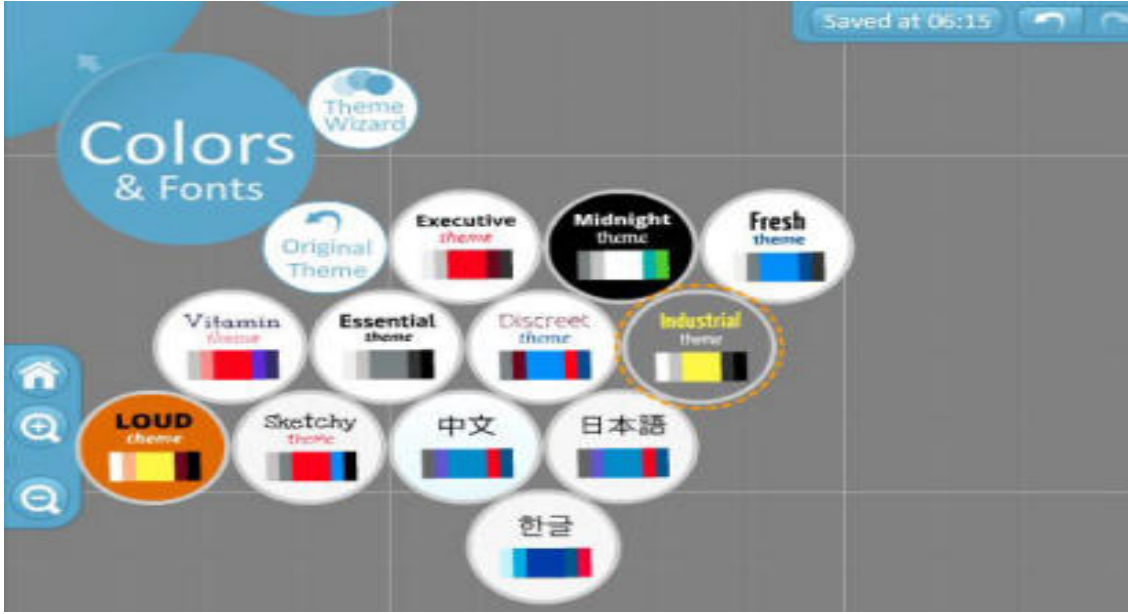 Saved at 06:15
Theme
Wizard
Colors
& Fonts
Original
Theme
Executive
theme
Midnight
theme
Fresh
theme
Vitamin
theme
Essential
theme
Discreet
theme
Industrial
theme
LOUD
theme
Sketchy
theme
中文
日本語
한글